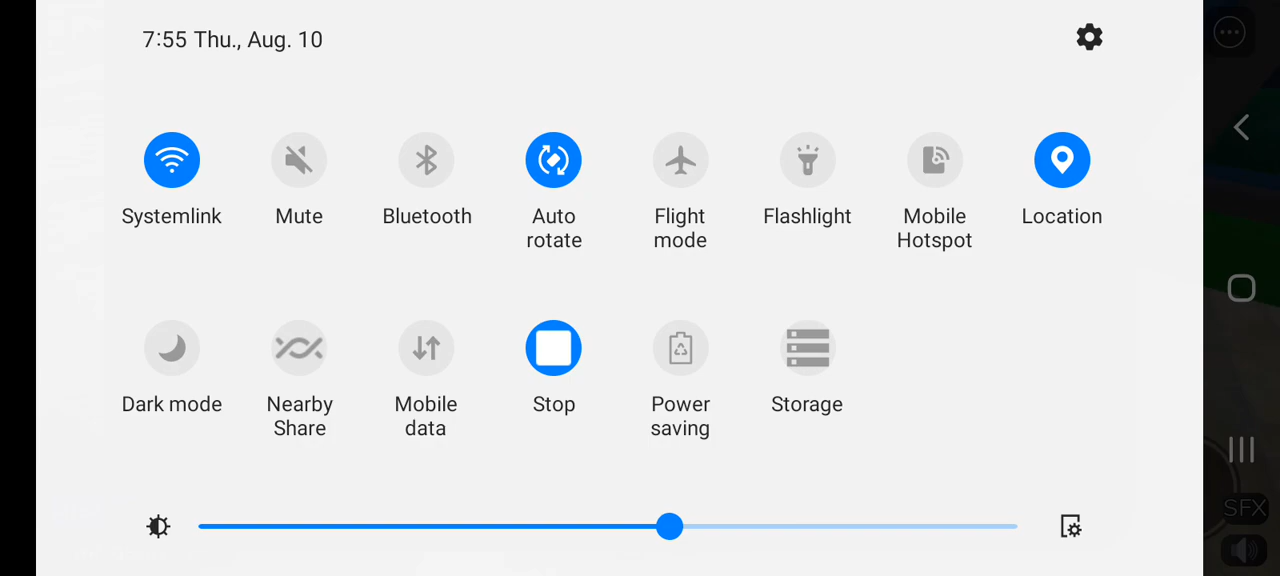 7:55 Thu., Aug. 10
Systemlink
Mute
Bluetooth
Auto
rotate
Flight
mode
Flashlight
Mobile
Hotspot
Location
Dark mode
Nearby
Share
Mobile
data
Stop
Power
saving
Storage
SFX